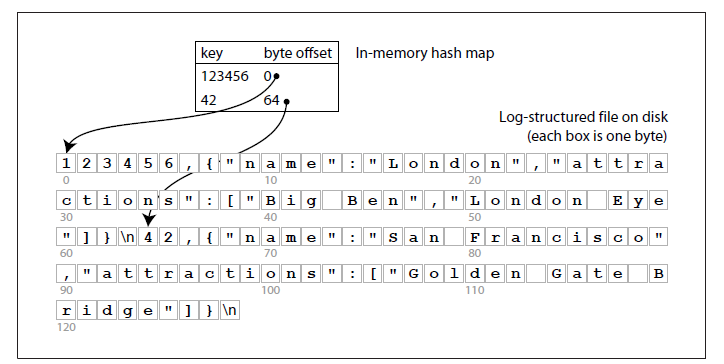 key byte offset In-memory hash map
123456 0
42 64
Log-structured file on disk
(each box is one byte)
123456,{"name":"London","attra
0 10 20
ctions":["Big Ben","London Eye
30 40 50
"]}\n42,{"name":"San Francisco"
60 70 80
,"attractions":["Golden Gate B
90 100 110
ridge"]}\n
120